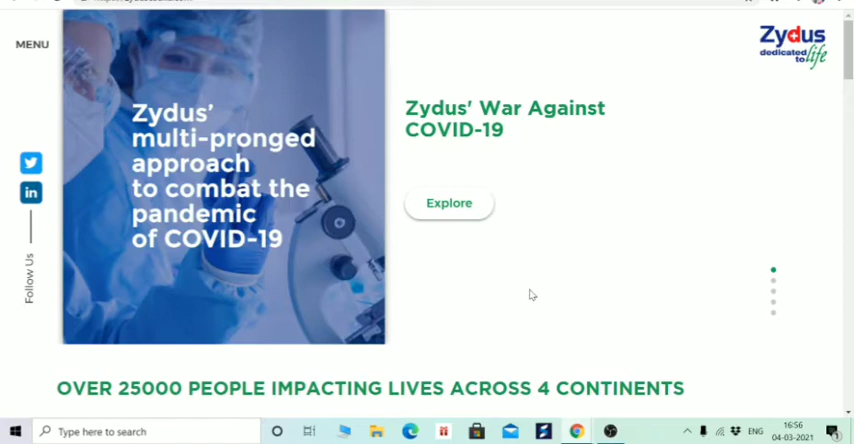 MENU
Zydus
dedicated
to life
Zydus'
multi-pronged
approach
to combat the
pandemic
of COVID-19
Zydus' War Against
COVID-19
Explore
in
Follow Us
OVER 25000 PEOPLE IMPACTING LIVES ACROSS 4 CONTINENTS
Type here to search
ENG
16:56
04-03-2021
1